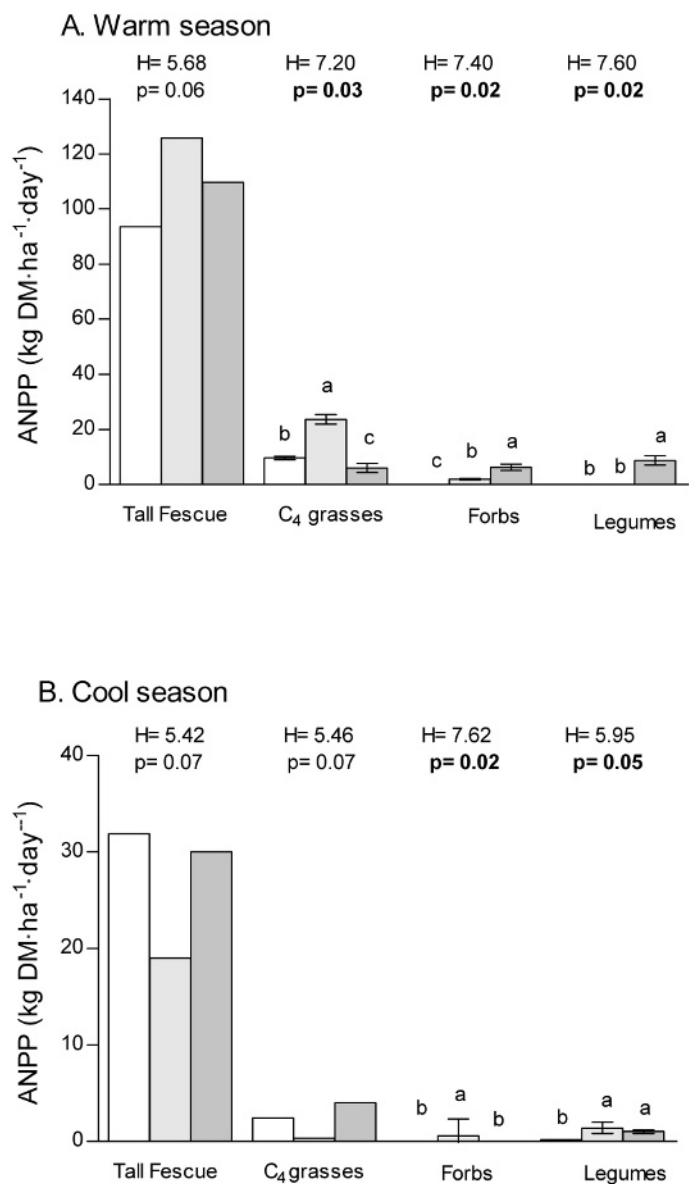 A. Warm season
H= 5.68 H= 7.20 H= 7.40 H= 7.60
p= 0.06 p= 0.03 p= 0.02 p= 0.02
ANPP (kg DM·ha⁻¹·day⁻¹)
140
120
100
80
60
40
20
0
b a c
c b a
b b a
Tall Fescue C₄ grasses Forbs Legumes
B. Cool season
H= 5.42 H= 5.46 H= 7.62 H= 5.95
p= 0.07 p= 0.07 p= 0.02 p= 0.05
ANPP (kg DM·ha⁻¹·day⁻¹)
40
30
20
10
0
b a b
b a a
Tall Fescue C₄ grasses Forbs Legumes